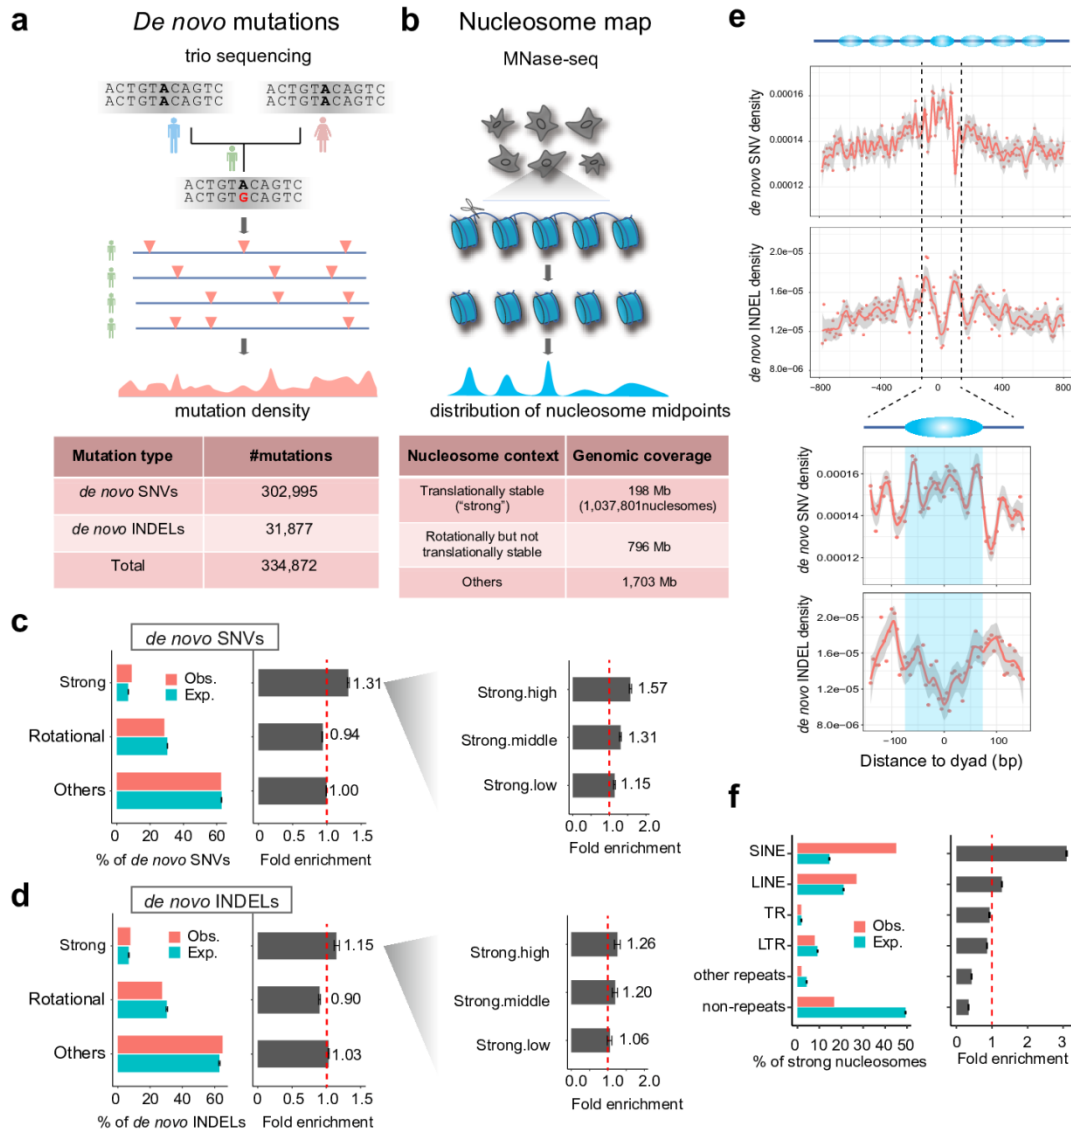 a
De novo mutations
trio sequencing
ACTGTACAGTC
ACTGTACAGTC
ACTGTACAGTC
ACTGTACAGTC
ACTGTACAGTC
ACTGTGCAGTC
mutation density
Mutation type #mutations
de novo SNVs 302,995
de novo INDELs 31,877
Total 334,872
b
Nucleosome map
MNase-seq
distribution of nucleosome midpoints
Nucleosome context Genomic coverage
Translationally stable
("strong")
198 Mb
(1,037,801nuclesomes)
Rotationally but not
translationally stable
796 Mb
Others 1,703 Mb
c
de novo SNVs
Obs.
Exp.
Strong
Rotational
Others
0 20 40 60
% of de novo SNVs
1.31
0.94
1.00
0.0 0.5 1.0 1.5
Fold enrichment
Strong.high 1.57
Strong.middle 1.31
Strong.low 1.15
0.0 1.0 2.0
Fold enrichment
d
de novo INDELs
Obs.
Exp.
Strong
Rotational
Others
0 20 40 60
% of de novo INDELs
1.15
0.90
1.03
0.0 0.5 1.0 1.5
Fold enrichment
Strong.high 1.26
Strong.middle 1.20
Strong.low 1.06
0.0 1.0 2.0
Fold enrichment
e
de novo SNV density
0.00016
0.00014
0.00012
de novo INDEL density
2.0e-05
1.6e-05
1.2e-05
8.0e-06
-800 -400 0 400 800
de novo SNV density
0.00016
0.00014
0.00012
de novo INDEL density
2.0e-05
1.6e-05
1.2e-05
8.0e-06
-100 0 100
Distance to dyad (bp)
f
SINE
LINE
TR
LTR
other repeats
non-repeats
Obs.
Exp.
0 10 20 30 40 50
% of strong nucleosomes
0 1 2 3
Fold enrichment